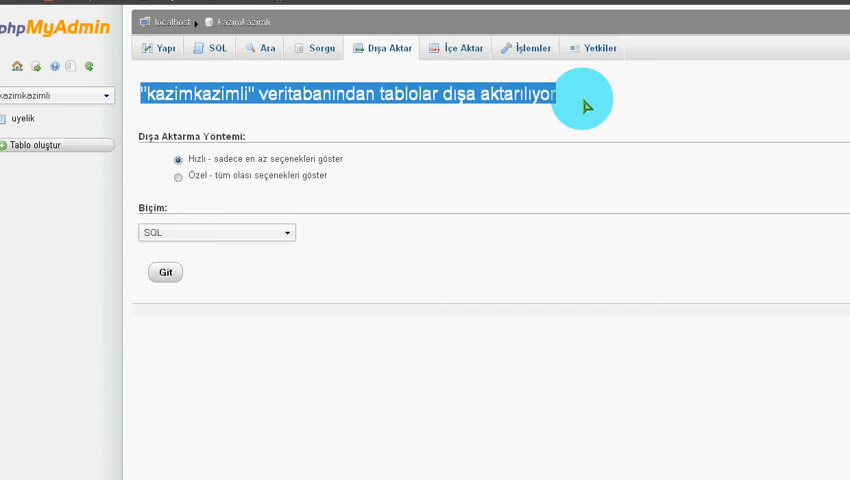 phpMyAdmin
localhost kazimkazimli
Yapı SQL Ara Sorgu Dışa Aktar İçe Aktar İşlemler Yetkiler
kazimkazimli
uyelik
Tablo oluştur
"kazimkazimli" veritabanından tablolar dışa aktarılıyor
Dışa Aktarma Yöntemi:
Hızlı - sadece en az seçenekleri göster
Özel - tüm olası seçenekleri göster
Biçim:
SQL
Git